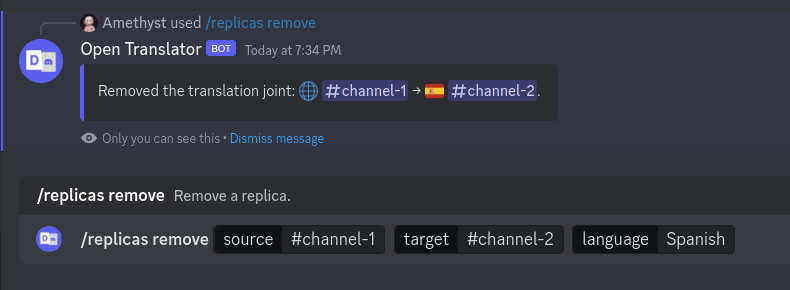 Amethyst used /replicas remove
Open Translator BOT Today at 7:34 PM
Removed the translation joint: #channel-1 → #channel-2.
Only you can see this • Dismiss message
/replicas remove Remove a replica.
/replicas remove source #channel-1 target #channel-2 language Spanish